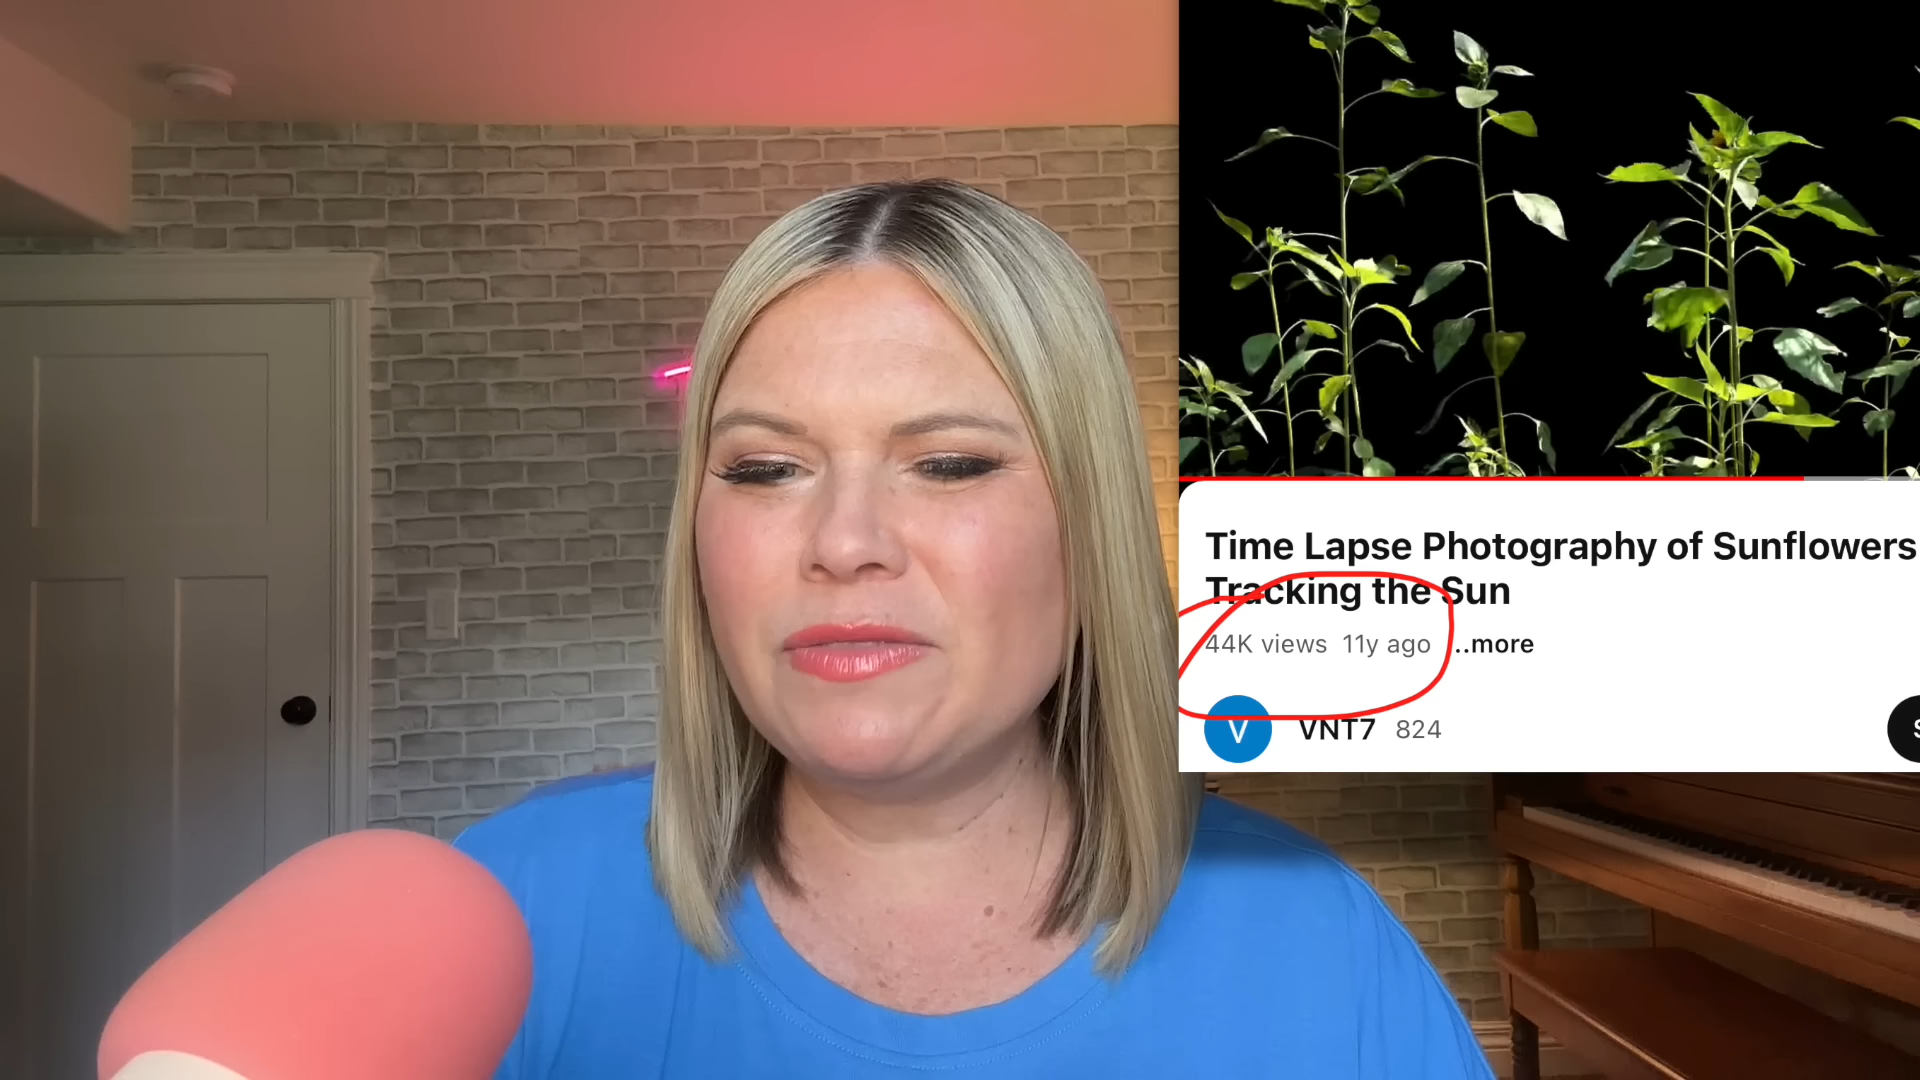 Time Lapse Photography of Sunflowers
Tracking the Sun
44K views 11y ago ...more
V VNT7 824
S